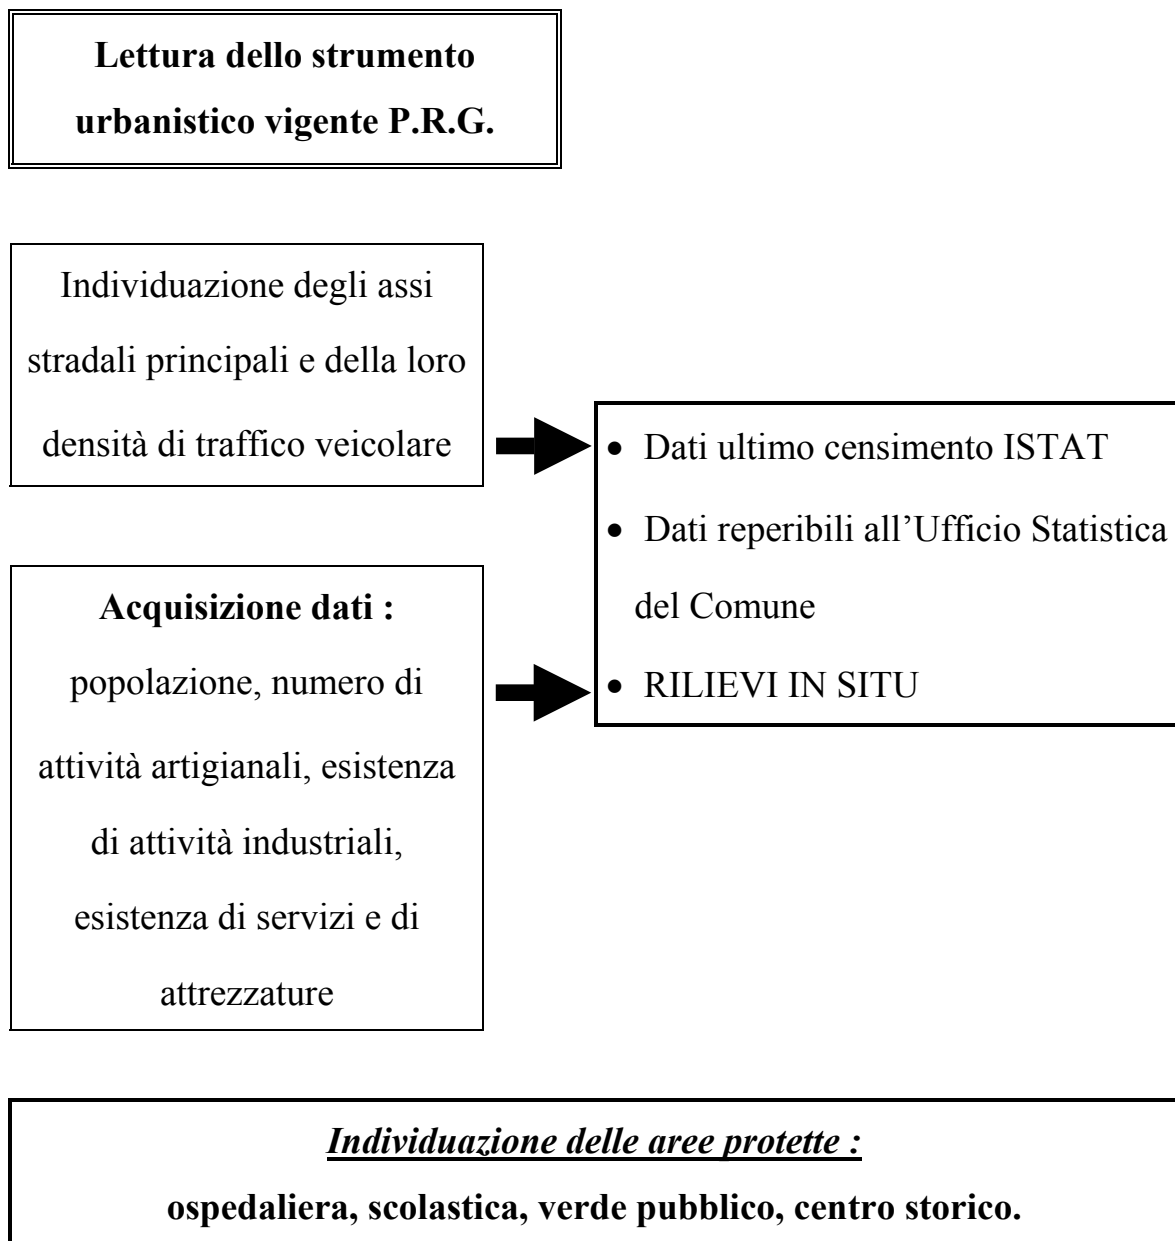 Lettura dello strumento
urbanistico vigente P.R.G.
Individuazione degli assi
stradali principali e della loro
densità di traffico veicolare
• Dati ultimo censimento ISTAT
• Dati reperibili all’Ufficio Statistica
del Comune
• RILIEVI IN SITU
Acquisizione dati :
popolazione, numero di
attività artigianali, esistenza
di attività industriali,
esistenza di servizi e di
attrezzature
Individuazione delle aree protette :
ospedaliera, scolastica, verde pubblico, centro storico.